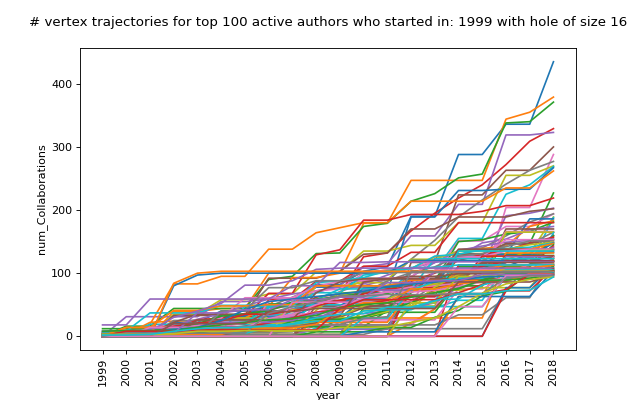 # vertex trajectories for top 100 active authors who started in: 1999 with hole of size 16
400
300
200
100
0
num_Collaborations
1999 2000 2001 2002 2003 2004 2005 2006 2007 2008 2009 2010 2011 2012 2013 2014 2015 2016 2017 2018
year